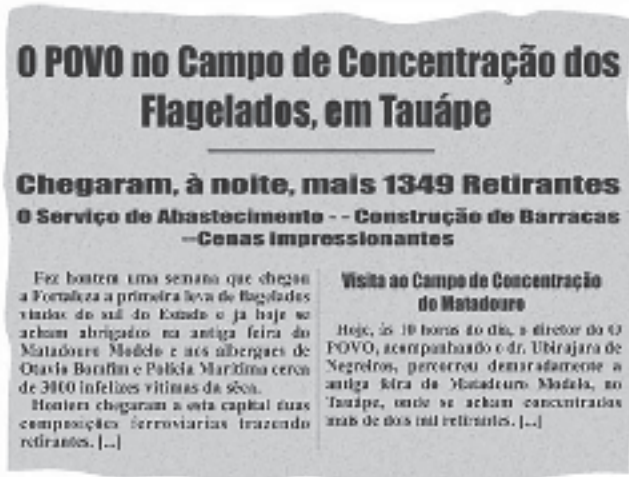 O POVO no Campo de Concentração dos
Flagelados, em Tauápe
Chegaram, à noite, mais 1349 Retirantes
O Serviço de Abastecimento - - Construção de Barracas
--Cenas Impressionantes
Fez hontem uma semana que chegou
a Fortaleza a primeira leva de flagelados
vindos do sul do Estado e já hoje se
acham abrigados na antiga feira do
Matadouro Modelo e nos albergues de
Otavio Bomfim e Policia Maritima cerca
de 3000 infelizes vitimas da sêca.
Hontem chegaram a esta capital duas
composições ferroviarias trazendo
retirantes. [...]
Visita ao Campo de Concentração
do Matadouro
Hoje, ás 10 horas do dia, o diretor do O
POVO, acompanhando o dr. Ubirajara de
Negreiros, percorreu demoradamente a
antiga feira do Matadouro Modelo, no
Tauápe, onde se acham concentrados
mais de dois mil retirantes. [...]